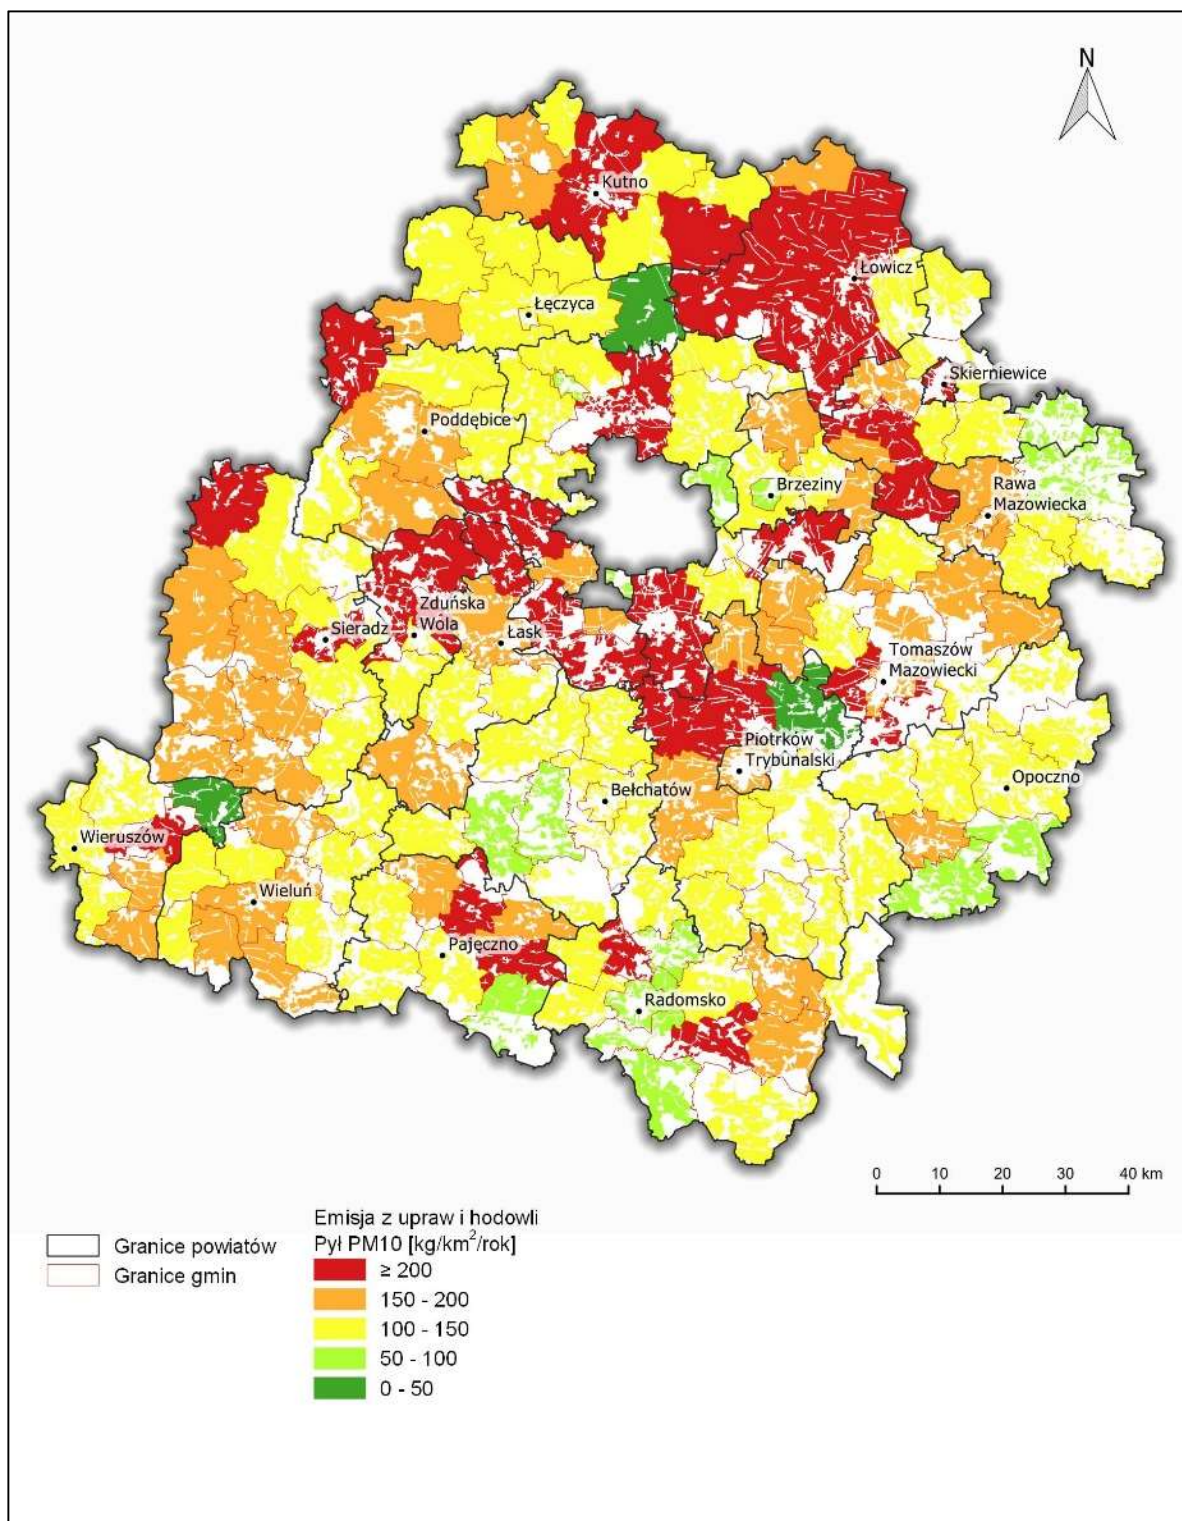 N
Kutno
Łowicz
Łęczyca
Skierniewice
Poddębice
Brzeziny
Rawa
Mazowiecka
Zduńska
Wola
Sieradz
Łask
Tomaszów
Mazowiecki
Piotrków
Trybunalski
Opoczno
Bełchatów
Wieruszów
Wieluń
Pajęczno
Radomsko
0 10 20 30 40 km
Emisja z upraw i hodowli
Pył PM10 [kg/km²/rok]
Granice powiatów
Granice gmin
≥ 200
150 - 200
100 - 150
50 - 100
0 - 50